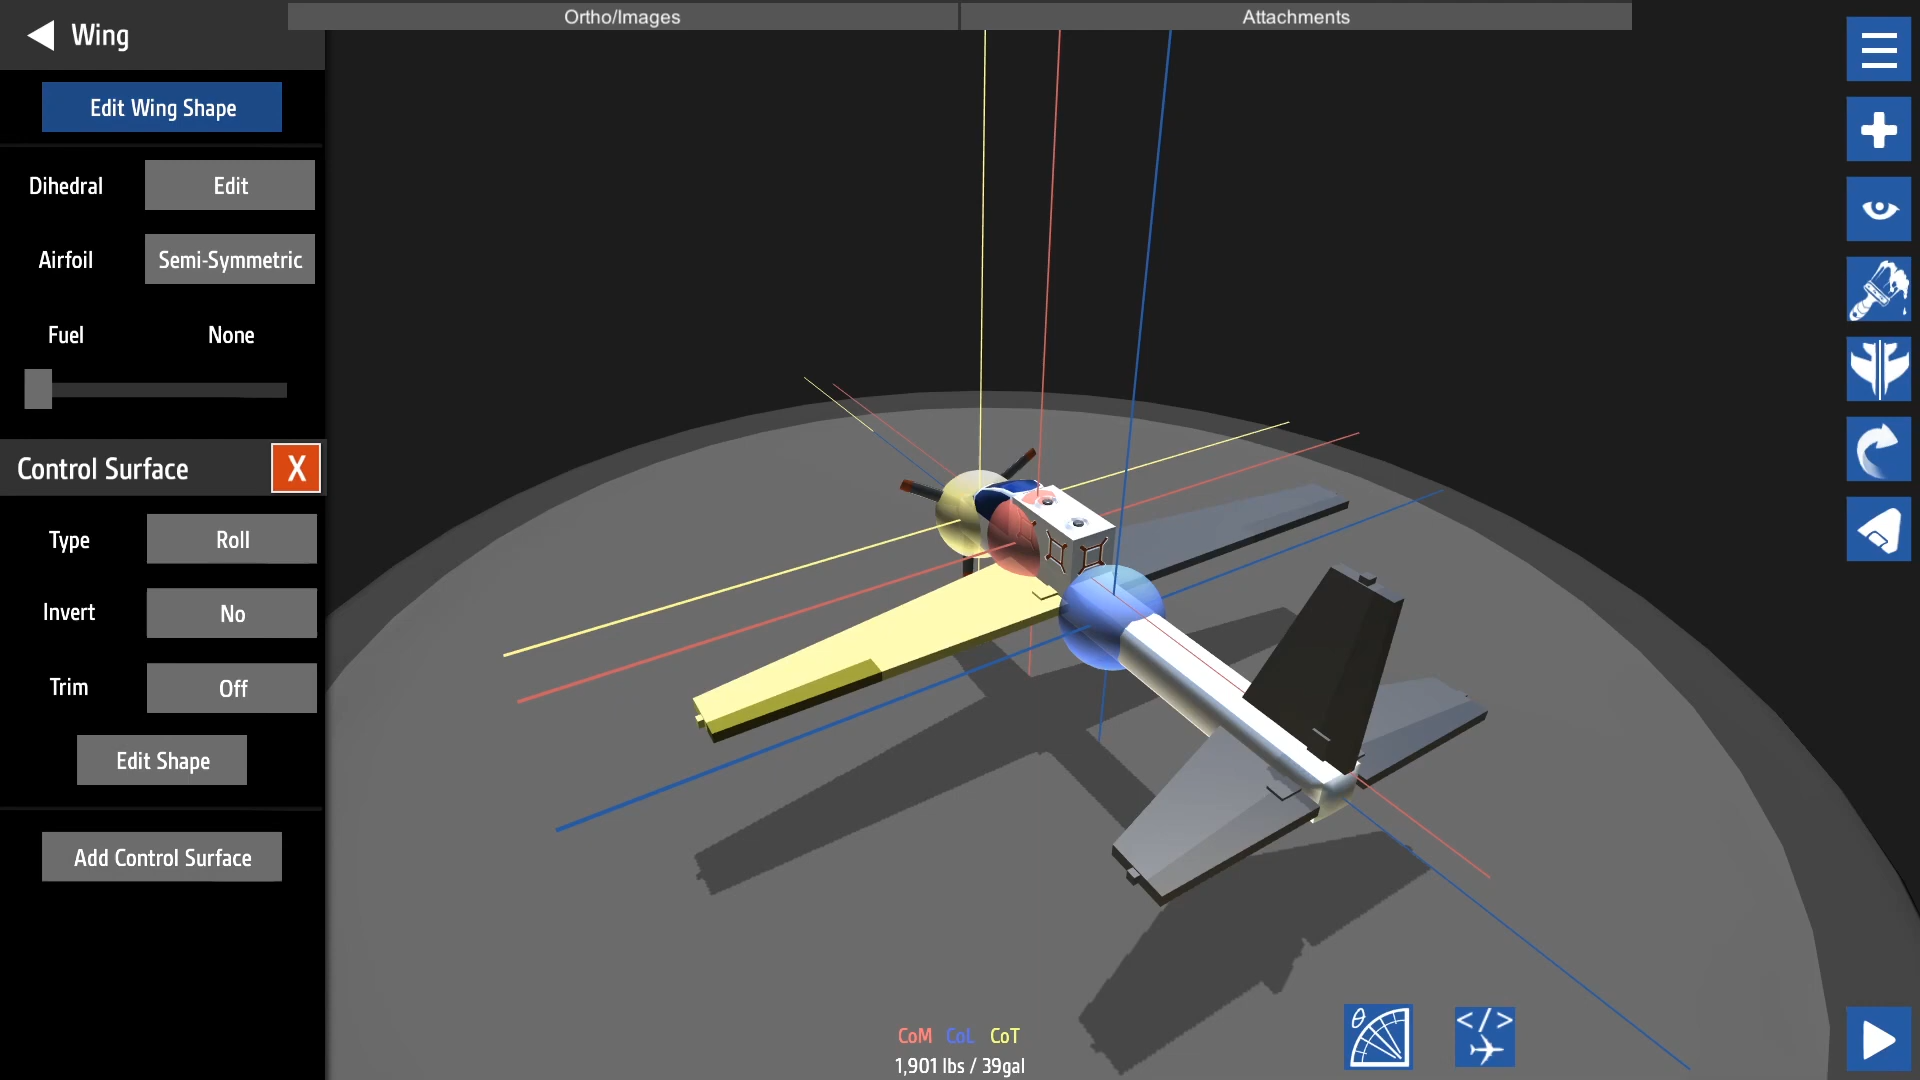 Ortho/Images
Attachments
Wing
Edit Wing Shape
Dihedral Edit
Airfoil Semi-Symmetric
Fuel None
Control Surface X
Type Roll
Invert No
Trim Off
Edit Shape
Add Control Surface
CoM CoL CoT
1,901 lbs / 39gal
θ
</>